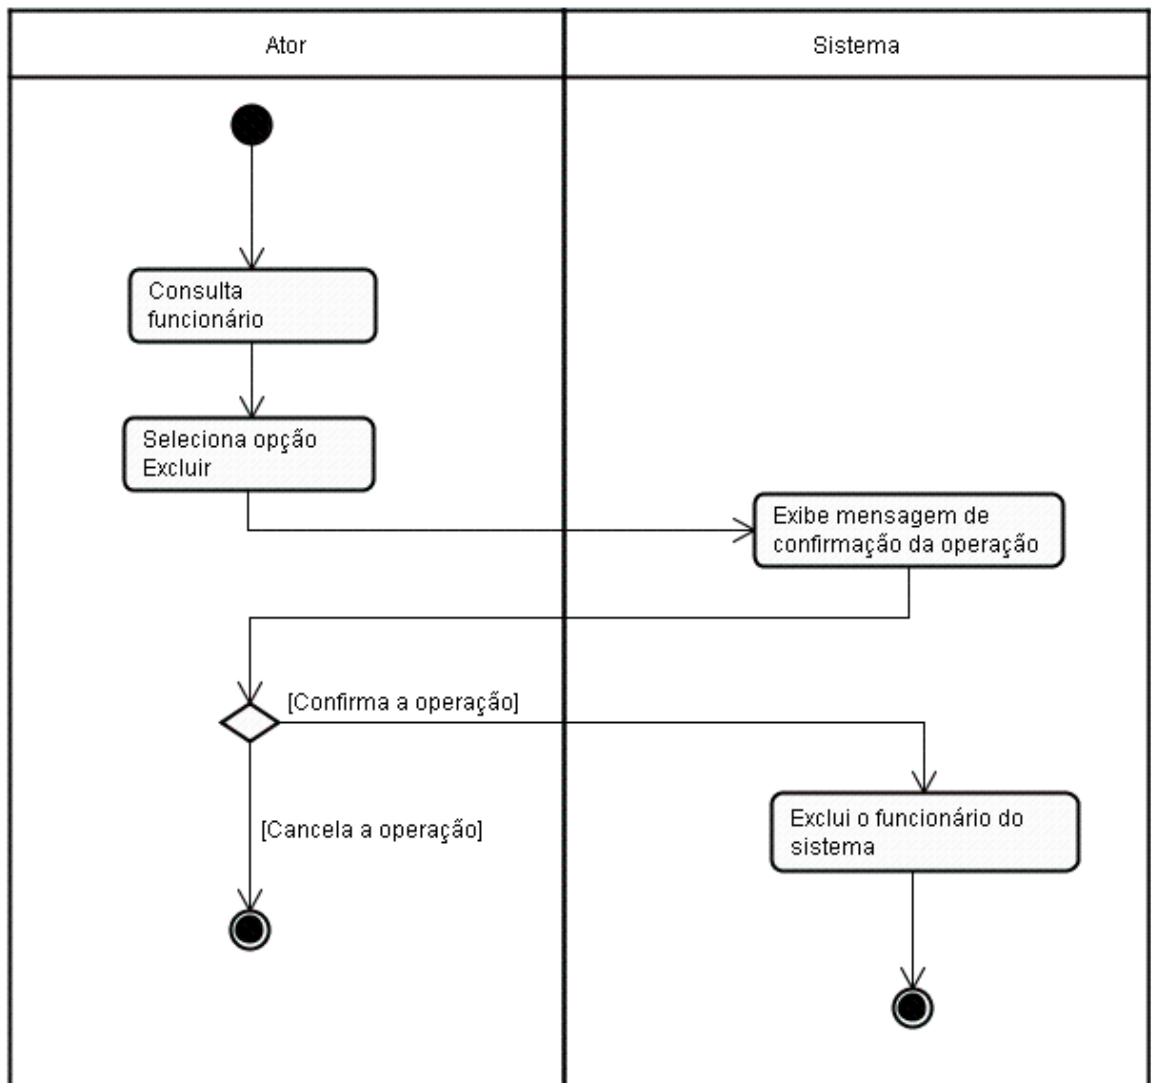 Ator
Sistema
Consulta
funcionário
Seleciona opção
Excluir
Exibe mensagem de
confirmação da operação
[Confirma a operação]
[Cancela a operação]
Exclui o funcionário do
sistema